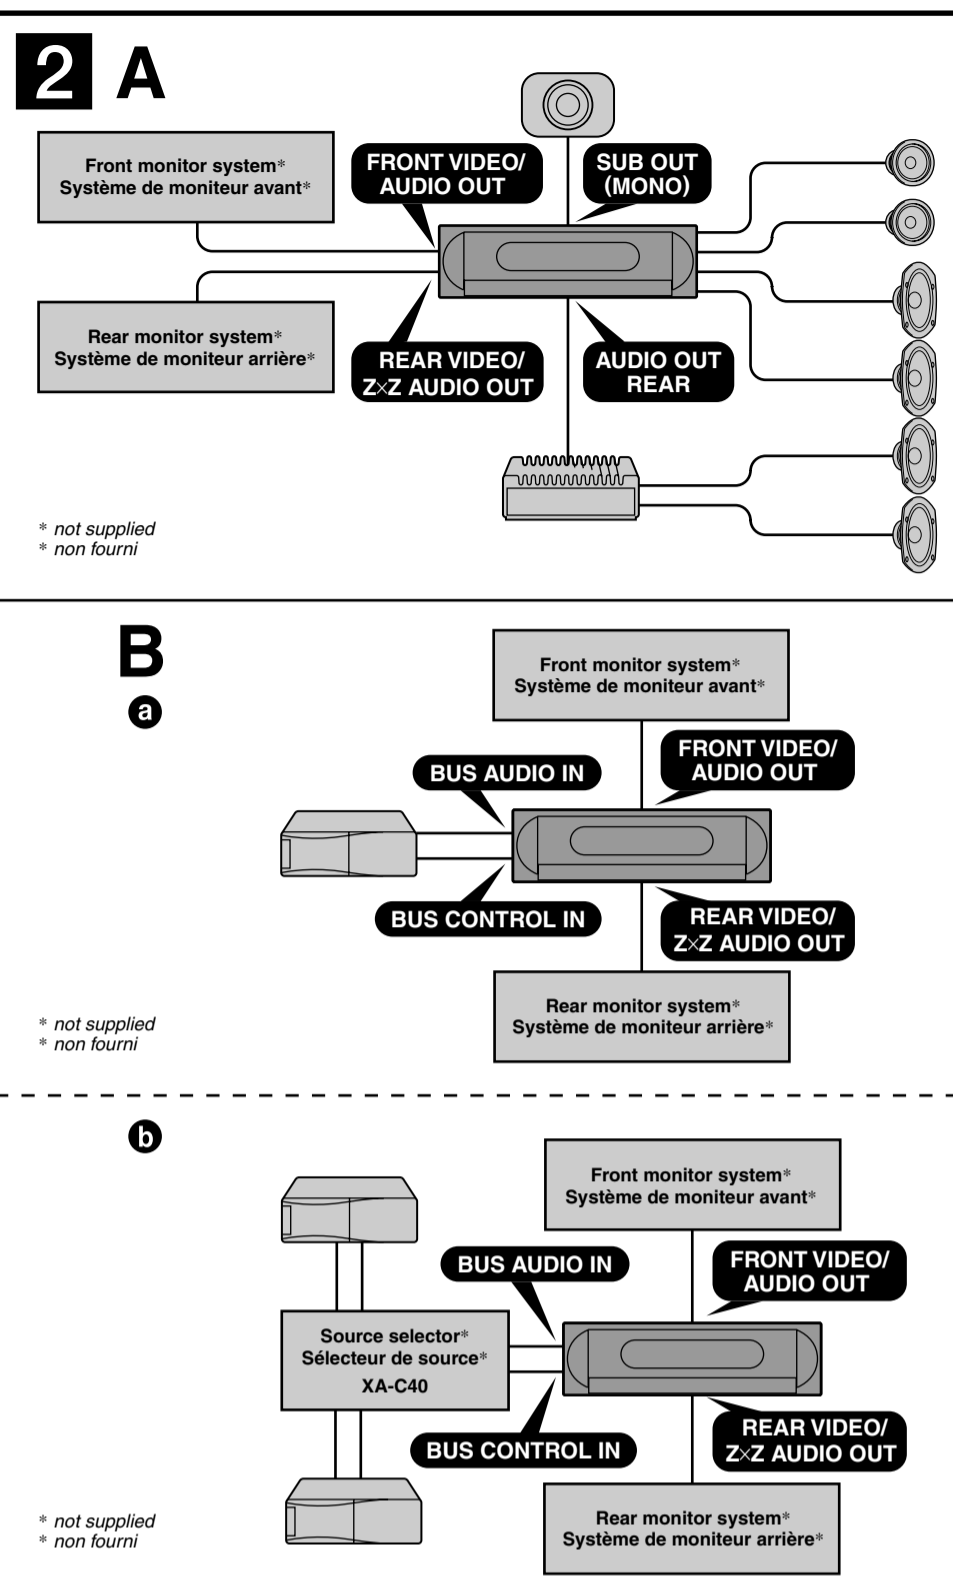 2 A
Front monitor system*
Système de moniteur avant*
FRONT VIDEO/
AUDIO OUT
SUB OUT
(MONO)
Rear monitor system*
Système de moniteur arrière*
REAR VIDEO/
Z×Z AUDIO OUT
AUDIO OUT
REAR
* not supplied
* non fourni
B
a
Front monitor system*
Système de moniteur avant*
FRONT VIDEO/
AUDIO OUT
BUS AUDIO IN
BUS CONTROL IN
REAR VIDEO/
Z×Z AUDIO OUT
Rear monitor system*
Système de moniteur arrière*
* not supplied
* non fourni
b
Front monitor system*
Système de moniteur avant*
FRONT VIDEO/
AUDIO OUT
BUS AUDIO IN
Source selector*
Sélecteur de source*
XA-C40
BUS CONTROL IN
REAR VIDEO/
Z×Z AUDIO OUT
Rear monitor system*
Système de moniteur arrière*
* not supplied
* non fourni